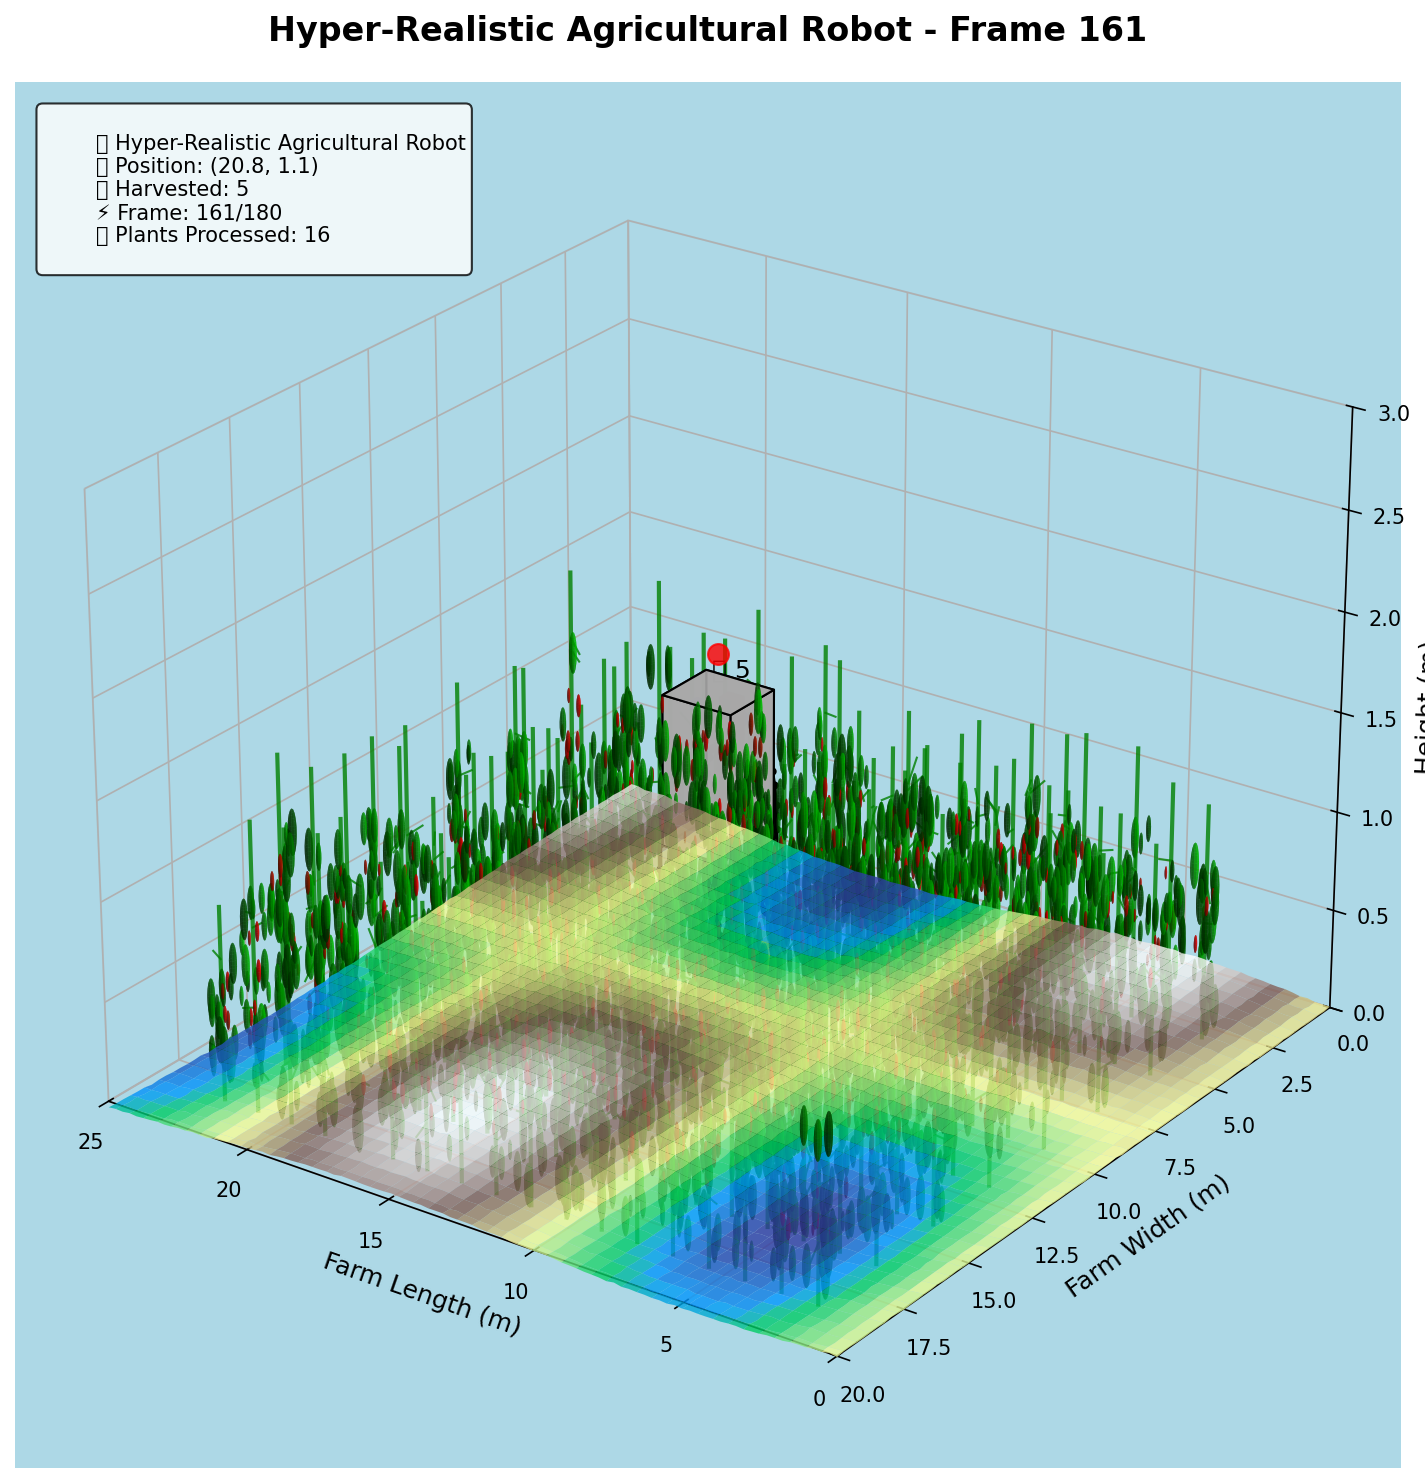 Hyper-Realistic Agricultural Robot - Frame 161
Hyper-Realistic Agricultural Robot
Position: (20.8, 1.1)
Harvested: 5
⚡ Frame: 161/180
Plants Processed: 16
5
3.0
2.5
2.0
1.5
1.0
0.5
0.0
Height (m)
0.0
2.5
5.0
7.5
10.0
12.5
15.0
17.5
20.0
Farm Width (m)
25
20
15
10
5
0
Farm Length (m)